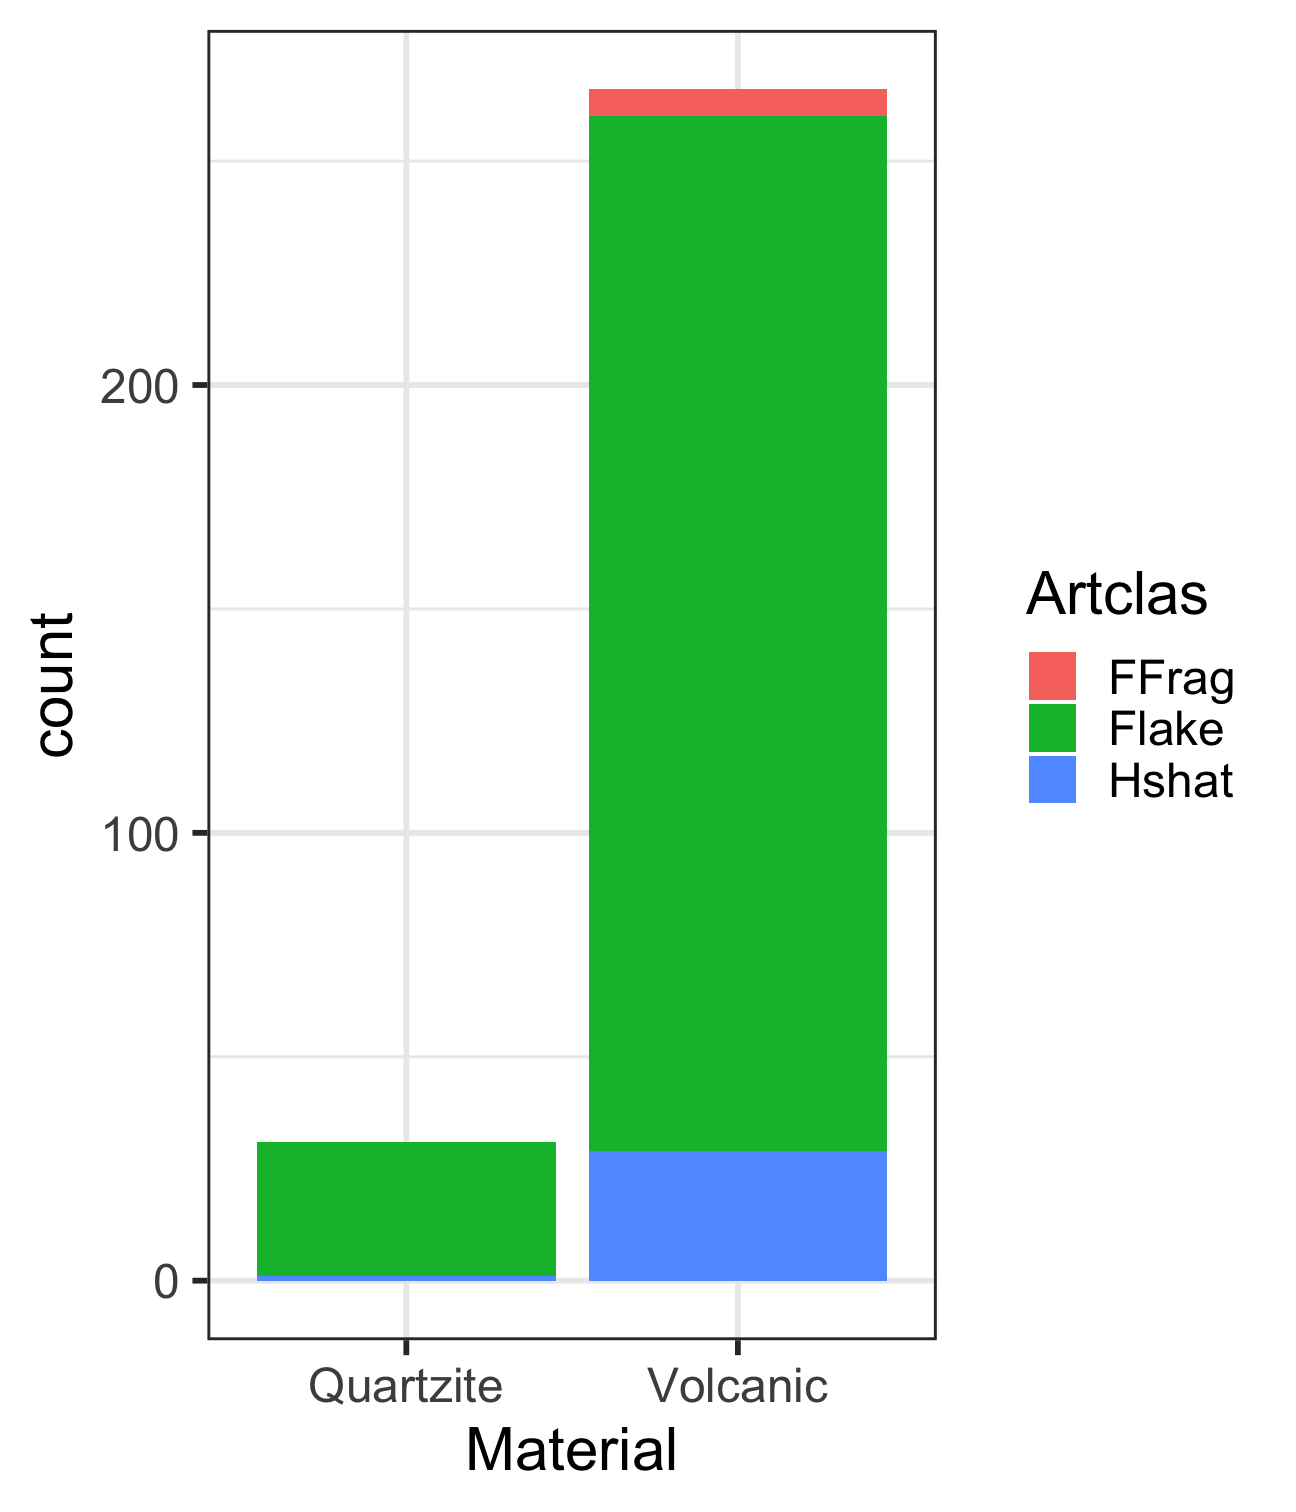 count
200
100
0
Quartzite
Volcanic
Material
Artclas
FFrag
Flake
Hshat